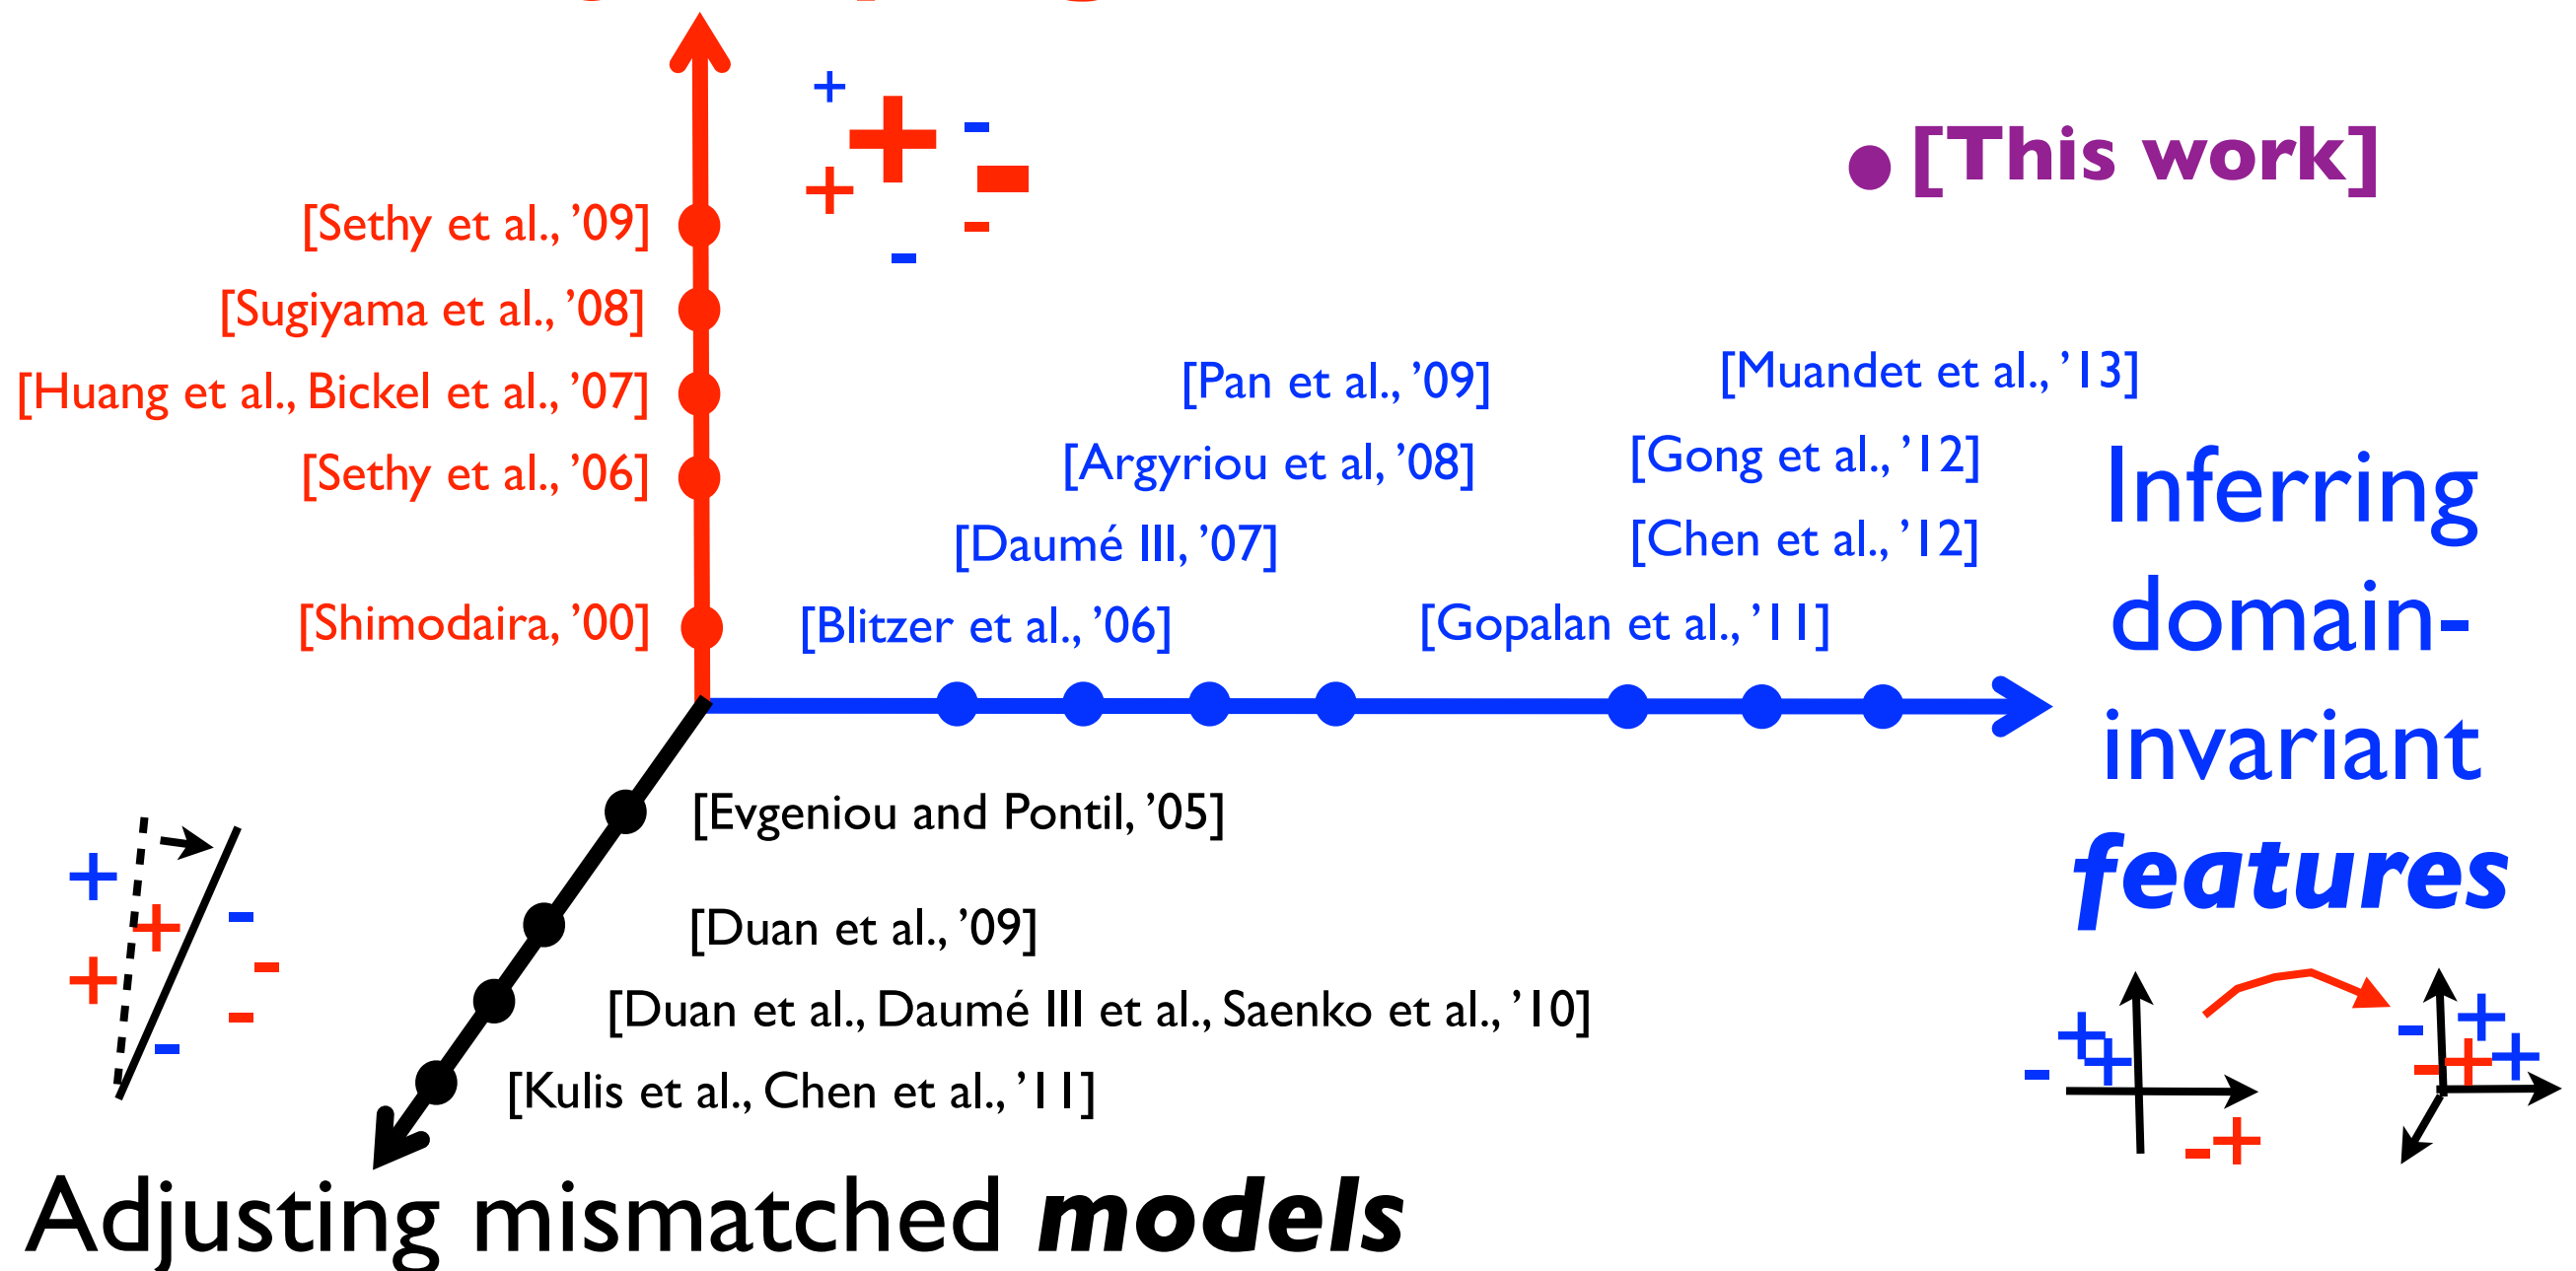 [This work]
[Sethy et al., ’09]
[Sugiyama et al., ’08]
[Huang et al., Bickel et al., ’07]
[Sethy et al., ’06]
[Shimodaira, ’00]
[Pan et al., ’09]
[Muandet et al., ’13]
[Argyriou et al, ’08]
[Gong et al., ’12]
[Daumé III, ’07]
[Chen et al., ’12]
[Blitzer et al., ’06]
[Gopalan et al., ’11]
Inferring
domain-
invariant
features
[Evgeniou and Pontil, ’05]
[Duan et al., ’09]
[Duan et al., Daumé III et al., Saenko et al., ’10]
[Kulis et al., Chen et al., ’11]
Adjusting mismatched models